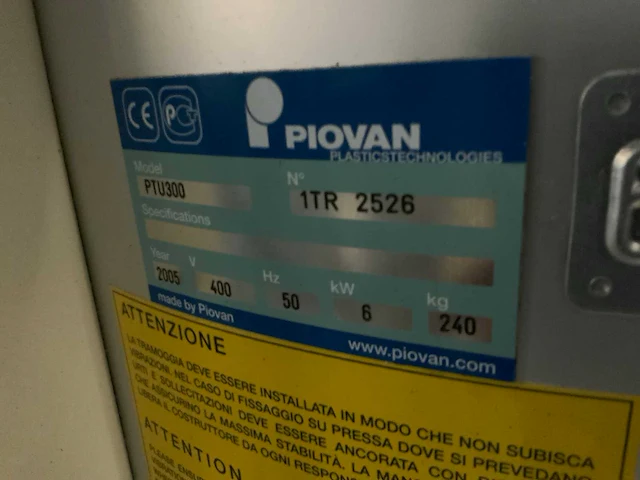 CE PG
PIOVAN
PLASTICSTECHNOLOGIES
Model
PTU300
N°
1TR 2526
Specifications
Year
2005
V
400
Hz
50
kW
6
kg
240
made by Piovan
www.piovan.com
ATTENZIONE
LA TRAMOGGIA DEVE ESSERE INSTALLATA IN MODO CHE NON SUBISCA
VIBRAZIONI. NEL CASO DI FISSAGGIO SU PRESSA DOVE SI PREVEDANO
URTI E SOLLECITAZIONI DEVE ESSERE ANCORATA CON
CHE ASSICURINO LA MASSIMA STABILITÀ. LA
LIBERA IL COSTRUTTORE DA OGNI
ATTENTION
PLEASE